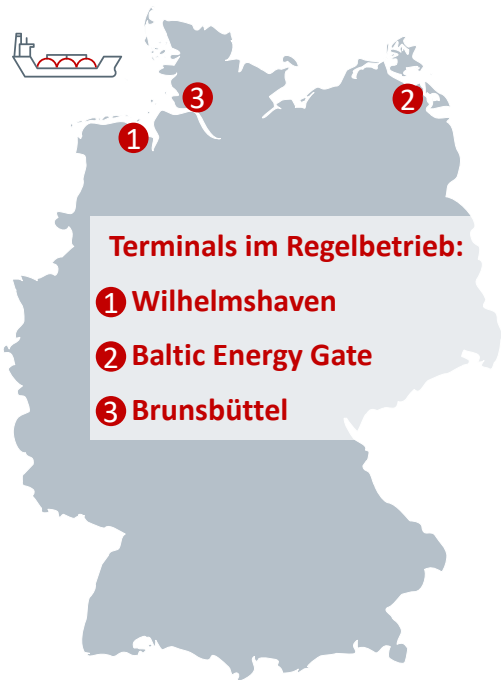 3
2
1
Terminals im Regelbetrieb:
1 Wilhelmshaven
2 Baltic Energy Gate
3 Brunsbüttel